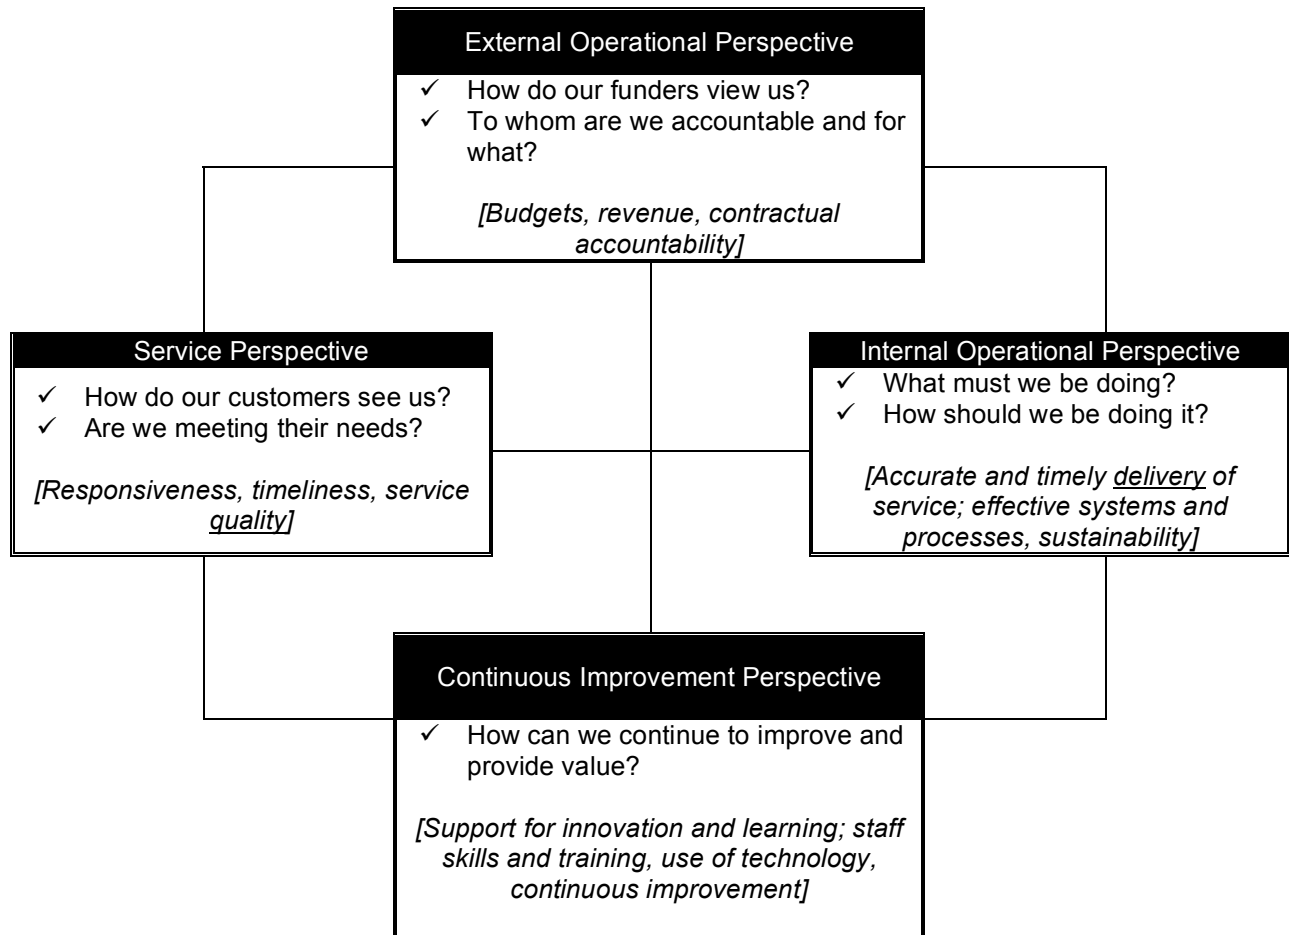 External Operational Perspective
✓ How do our funders view us?
✓ To whom are we accountable and for
what?
[Budgets, revenue, contractual
accountability]
Service Perspective
✓ How do our customers see us?
✓ Are we meeting their needs?
[Responsiveness, timeliness, service
quality]
Internal Operational Perspective
✓ What must we be doing?
✓ How should we be doing it?
[Accurate and timely delivery of
service; effective systems and
processes, sustainability]
Continuous Improvement Perspective
✓ How can we continue to improve and
provide value?
[Support for innovation and learning; staff
skills and training, use of technology,
continuous improvement]